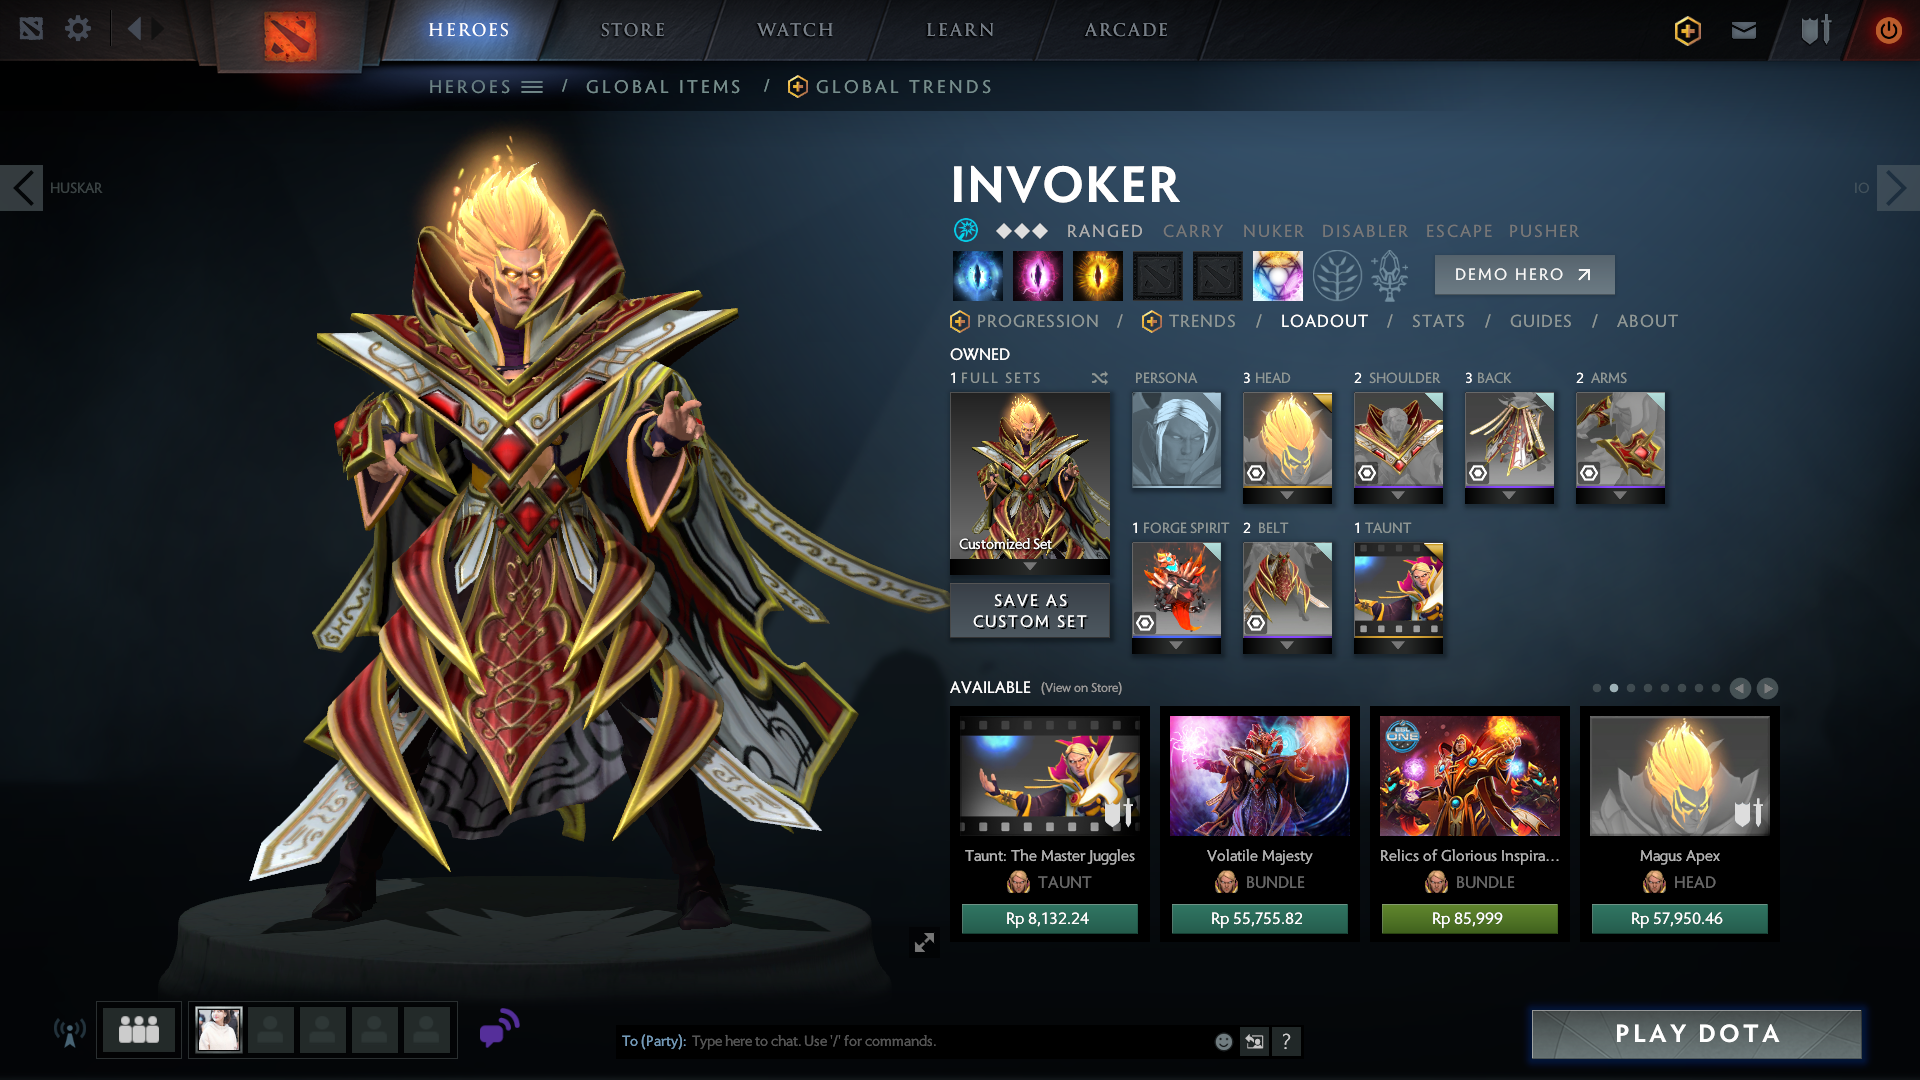 HEROES
STORE
WATCH
LEARN
ARCADE
HEROES / GLOBAL ITEMS / GLOBAL TRENDS
HUSKAR
IO
INVOKER
RANGED CARRY NUKER DISABLER ESCAPE PUSHER
DEMO HERO
PROGRESSION / TRENDS / LOADOUT / STATS / GUIDES / ABOUT
OWNED
1 FULL SETS
PERSONA
3 HEAD
2 SHOULDER
3 BACK
2 ARMS
Customized Set
1 FORGE SPIRIT
2 BELT
1 TAUNT
SAVE AS
CUSTOM SET
AVAILABLE (View on Store)
ESL
ONE
Taunt: The Master Juggles
TAUNT
Rp 8,132.24
Volatile Majesty
BUNDLE
Rp 55,755.82
Relics of Glorious Inspira...
BUNDLE
Rp 85,999
Magus Apex
HEAD
Rp 57,950.46
To (Party): Type here to chat. Use '/' for commands.
?
PLAY DOTA